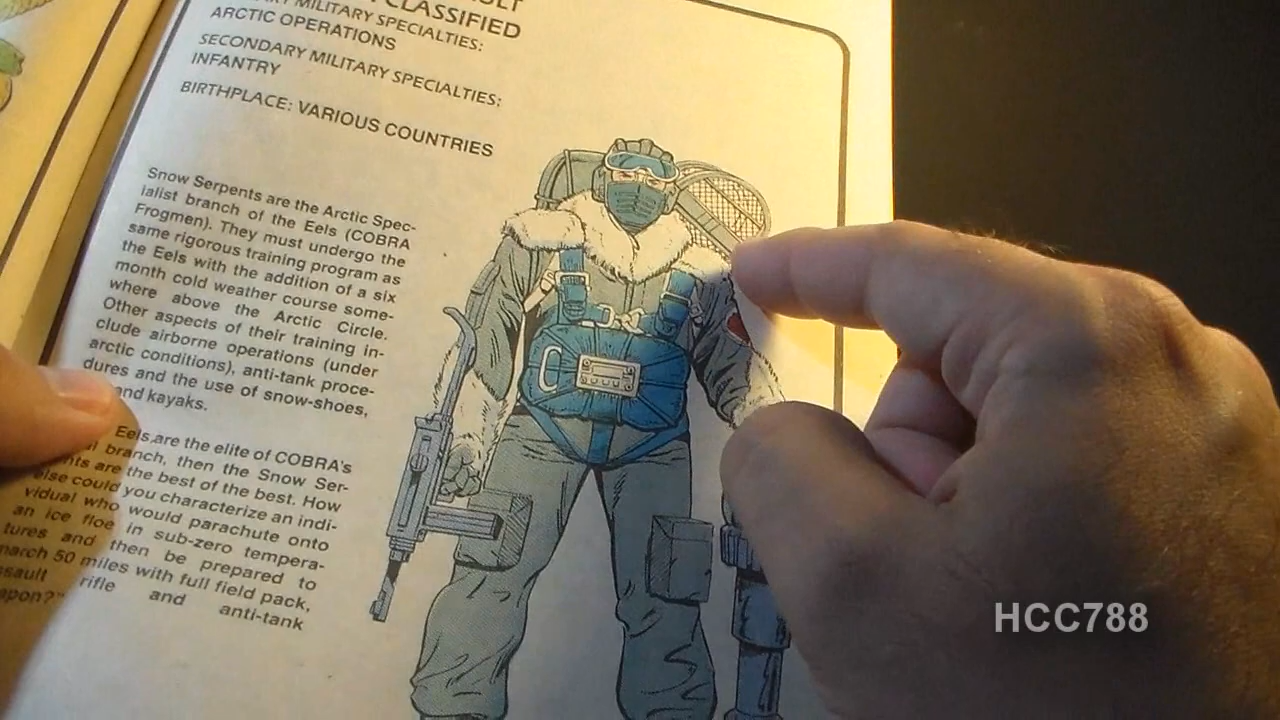 CLASSIFIED
MILITARY SPECIALTIES:
ARCTIC OPERATIONS
SECONDARY MILITARY SPECIALTIES:
INFANTRY
BIRTHPLACE: VARIOUS COUNTRIES
Snow Serpents are the Arctic Spec-
ialist branch of the Eels (COBRA
Frogmen). They must undergo the
same rigorous training program as
the Eels with the addition of a six
month cold weather course some-
where above the Arctic Circle.
Other aspects of their training in-
clude airborne operations (under
arctic conditions), anti-tank proce-
dures and the use of snow-shoes,
and kayaks.
Eels are the elite of COBRA's
branch, then the Snow Ser-
are the best of the best. How
else could you characterize an indi-
vidual who would parachute onto
an ice floe in sub-zero tempera-
tures and then be prepared to
march 50 miles with full field pack,
rifle and anti-tank
HCC788